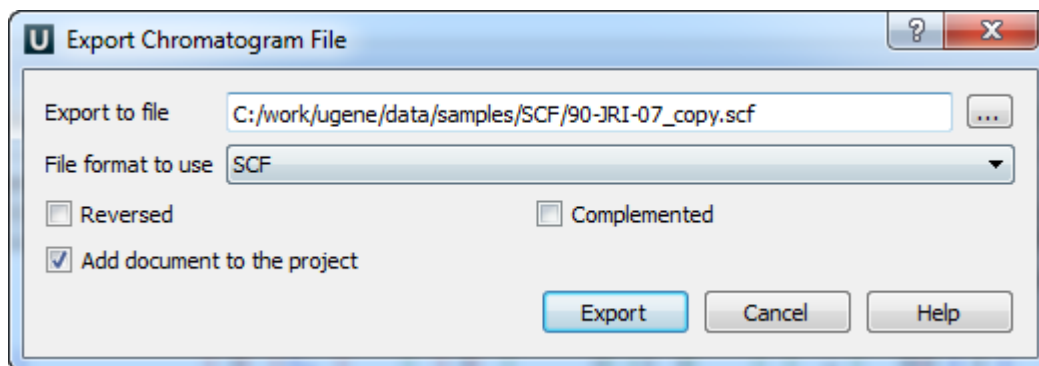 U Export Chromatogram File
Export to file C:/work/ugene/data/samples/SCF/90-JRI-07_copy.scf ...
File format to use SCF
Reversed Complemented
Add document to the project
Export Cancel Help